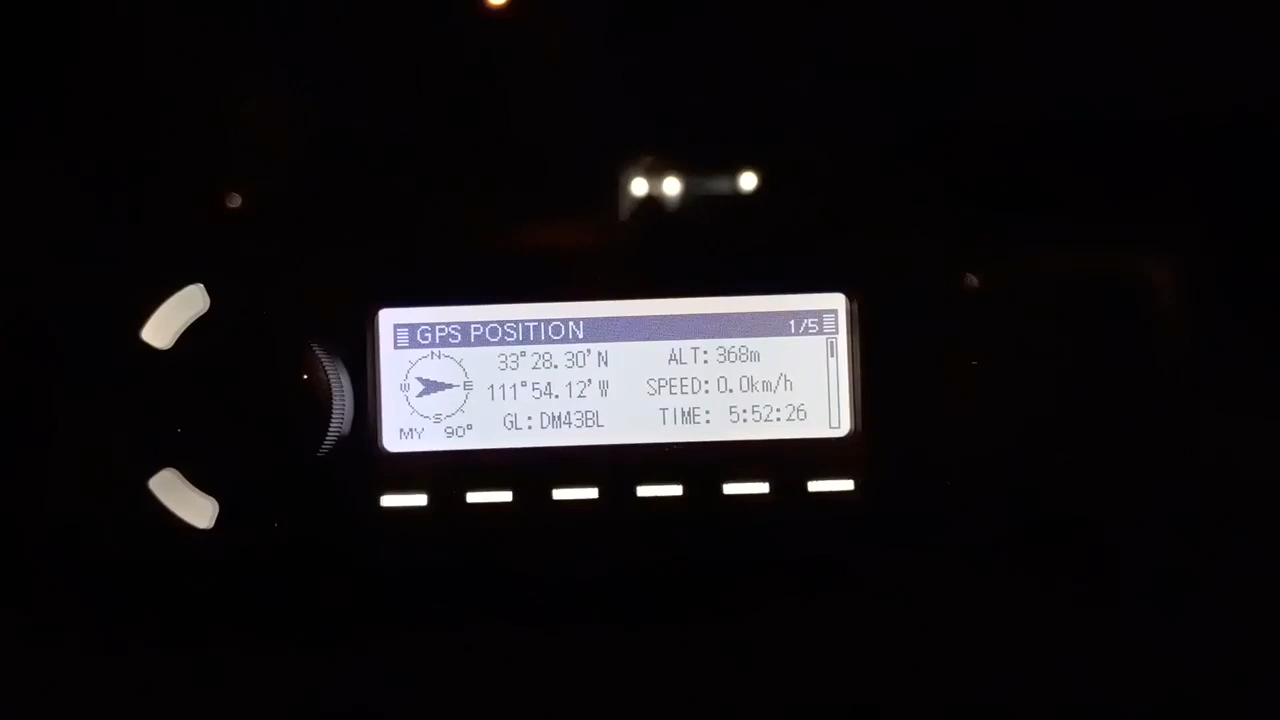 GPS POSITION 1/5
N
W E
S
MY 90°
33°28.30'N
111°54.12'W
GL:DM43BL
ALT: 368m
SPEED: 0.0km/h
TIME: 5:52:26